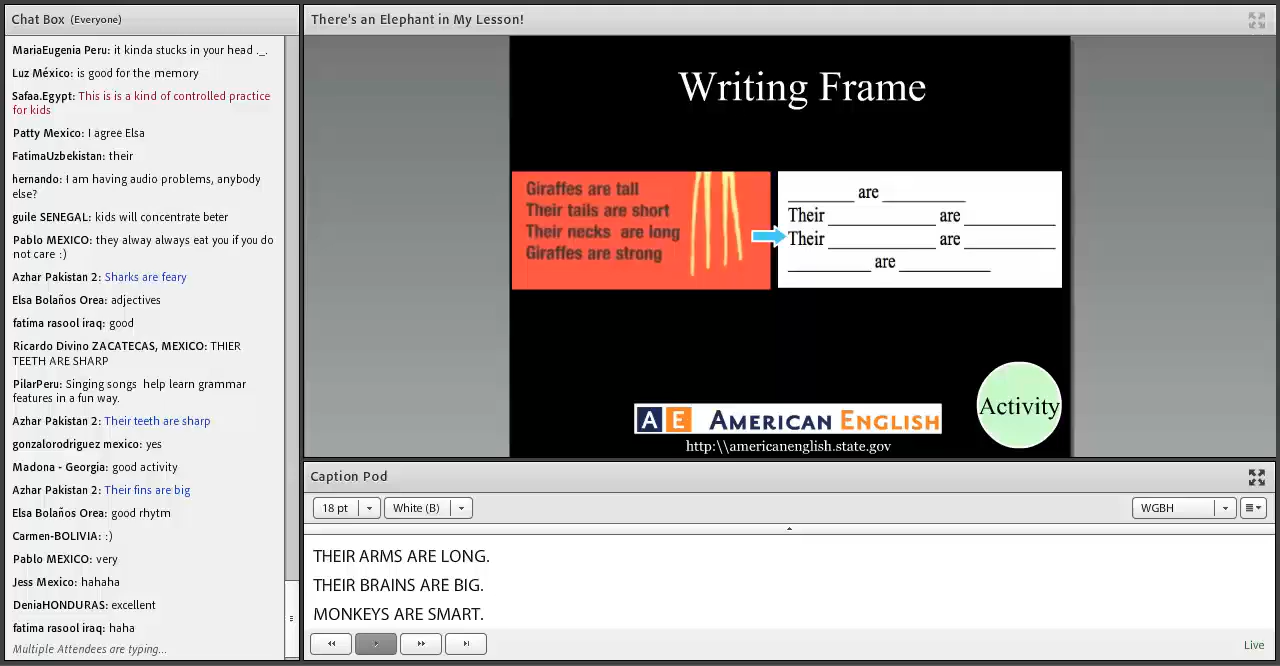 Chat Box (Everyone)
MariaEugenia Peru: it kinda stucks in your head ._.
Luz México: is good for the memory
Safaa.Egypt: This is is a kind of controlled practice
for kids
Patty Mexico: I agree Elsa
FatimaUzbekistan: their
hernando: I am having audio problems, anybody
else?
guile SENEGAL: kids will concentrate beter
Pablo MEXICO: they alway always eat you if you do
not care :)
Azhar Pakistan 2: Sharks are feary
Elsa Bolaños Orea: adjectives
fatima rasool iraq: good
Ricardo Divino ZACATECAS, MEXICO: THIER
TEETH ARE SHARP
PilarPeru: Singing songs help learn grammar
features in a fun way.
Azhar Pakistan 2: Their teeth are sharp
gonzalorodriguez mexico: yes
Madona - Georgia: good activity
Azhar Pakistan 2: Their fins are big
Elsa Bolaños Orea: good rhytm
Carmen-BOLIVIA: :)
Pablo MEXICO: very
Jess Mexico: hahaha
DeniaHONDURAS: excellent
fatima rasool iraq: haha
Multiple Attendees are typing...
There's an Elephant in My Lesson!
Writing Frame
Giraffes are tall
Their tails are short
Their necks are long
Giraffes are strong
________ are __________
Their _____________ are ___________
Their _____________ are ___________
__________ are ___________
Activity
AE AMERICAN ENGLISH
http:\\americanenglish.state.gov
Caption Pod
18 pt
White (B)
WGBH
THEIR ARMS ARE LONG.
THEIR BRAINS ARE BIG.
MONKEYS ARE SMART.
Live